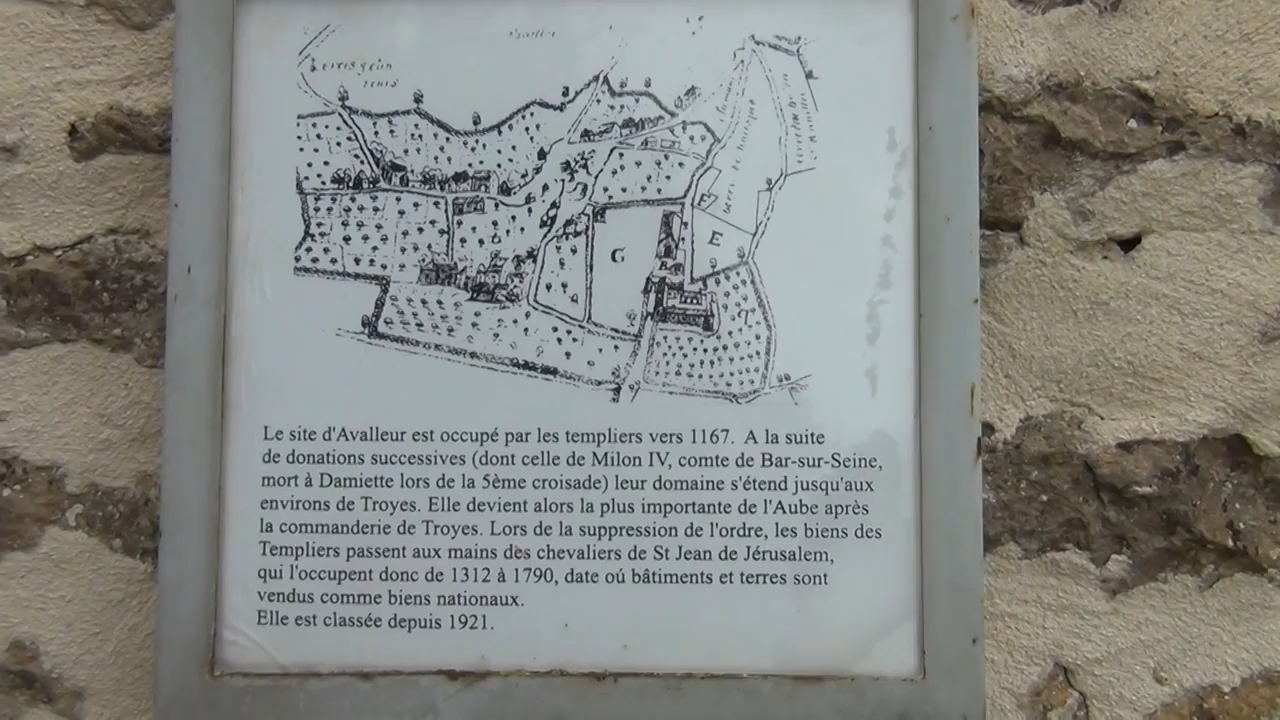 G
E
F
Le site d'Avalleur est occupé par les templiers vers 1167. A la suite
de donations successives (dont celle de Milon IV, comte de Bar-sur-Seine,
mort à Damiette lors de la 5ème croisade) leur domaine s'étend jusqu'aux
environs de Troyes. Elle devient alors la plus importante de l'Aube après
la commanderie de Troyes. Lors de la suppression de l'ordre, les biens des
Templiers passent aux mains des chevaliers de St Jean de Jérusalem,
qui l'occupent donc de 1312 à 1790, date oú bâtiments et terres sont
vendus comme biens nationaux.
Elle est classée depuis 1921.